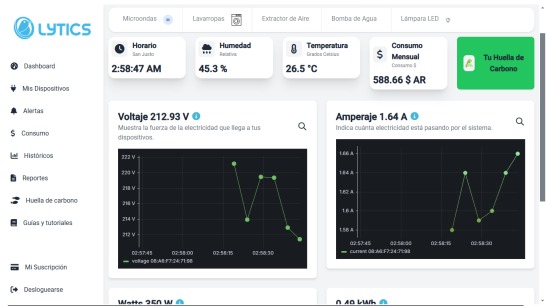 LYTICS
Dashboard
Mis Dispositivos
Alertas
Consumo
Históricos
Reportes
Huella de carbono
Guías y tutoriales
Mi Suscripción
Desloguearse
Microondas
Lavaropas
Extractor de Aire
Bomba de Agua
Lámpara LED
Horario
San Justo
2:58:47 AM
Humedad
Relativa
45.3 %
Temperatura
Grados Celsius
26.5 °C
Consumo
Mensual
Consumo $
588.66 $ AR
Tu Huella de
Carbono
Voltaje 212.93 V
Muestra la fuerza de la electricidad que llega a tus
dispositivos.
222 V
220 V
218 V
216 V
214 V
212 V
02:57:45 02:58:00 02:58:15 02:58:30
voltage 08:A6:F7:24:71:98
Amperaje 1.64 A
Indica cuánta electricidad está pasando por el sistema.
1.66 A
1.64 A
1.62 A
1.6 A
1.58 A
02:57:45 02:58:00 02:58:15 02:58:30
current 08:A6:F7:24:71:98
Watts 350 W
0.49 kWh